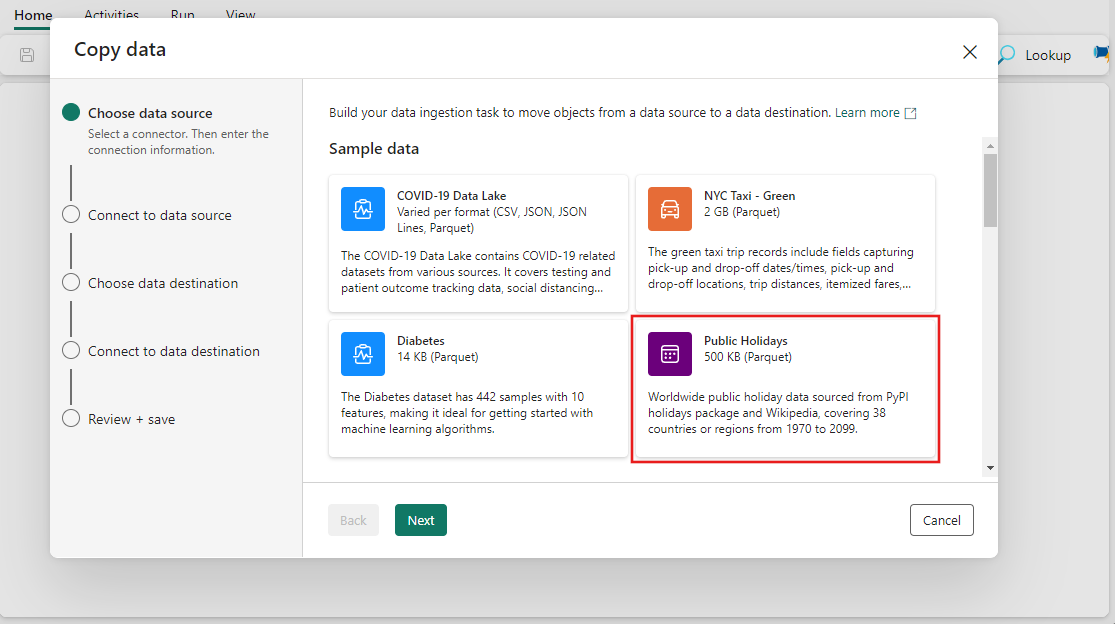 Home
Activities
Run
View
Copy data
Lookup
Choose data source
Select a connector. Then enter the
connection information.
Connect to data source
Choose data destination
Connect to data destination
Review + save
Build your data ingestion task to move objects from a data source to a data destination. Learn more
Sample data
COVID-19 Data Lake
Varied per format (CSV, JSON, JSON
Lines, Parquet)
The COVID-19 Data Lake contains COVID-19 related
datasets from various sources. It covers testing and
patient outcome tracking data, social distancing...
NYC Taxi - Green
2 GB (Parquet)
The green taxi trip records include fields capturing
pick-up and drop-off dates/times, pick-up and
drop-off locations, trip distances, itemized fares,...
Diabetes
14 KB (Parquet)
The Diabetes dataset has 442 samples with 10
features, making it ideal for getting started with
machine learning algorithms.
Public Holidays
500 KB (Parquet)
Worldwide public holiday data sourced from PyPI
holidays package and Wikipedia, covering 38
countries or regions from 1970 to 2099.
Back
Next
Cancel